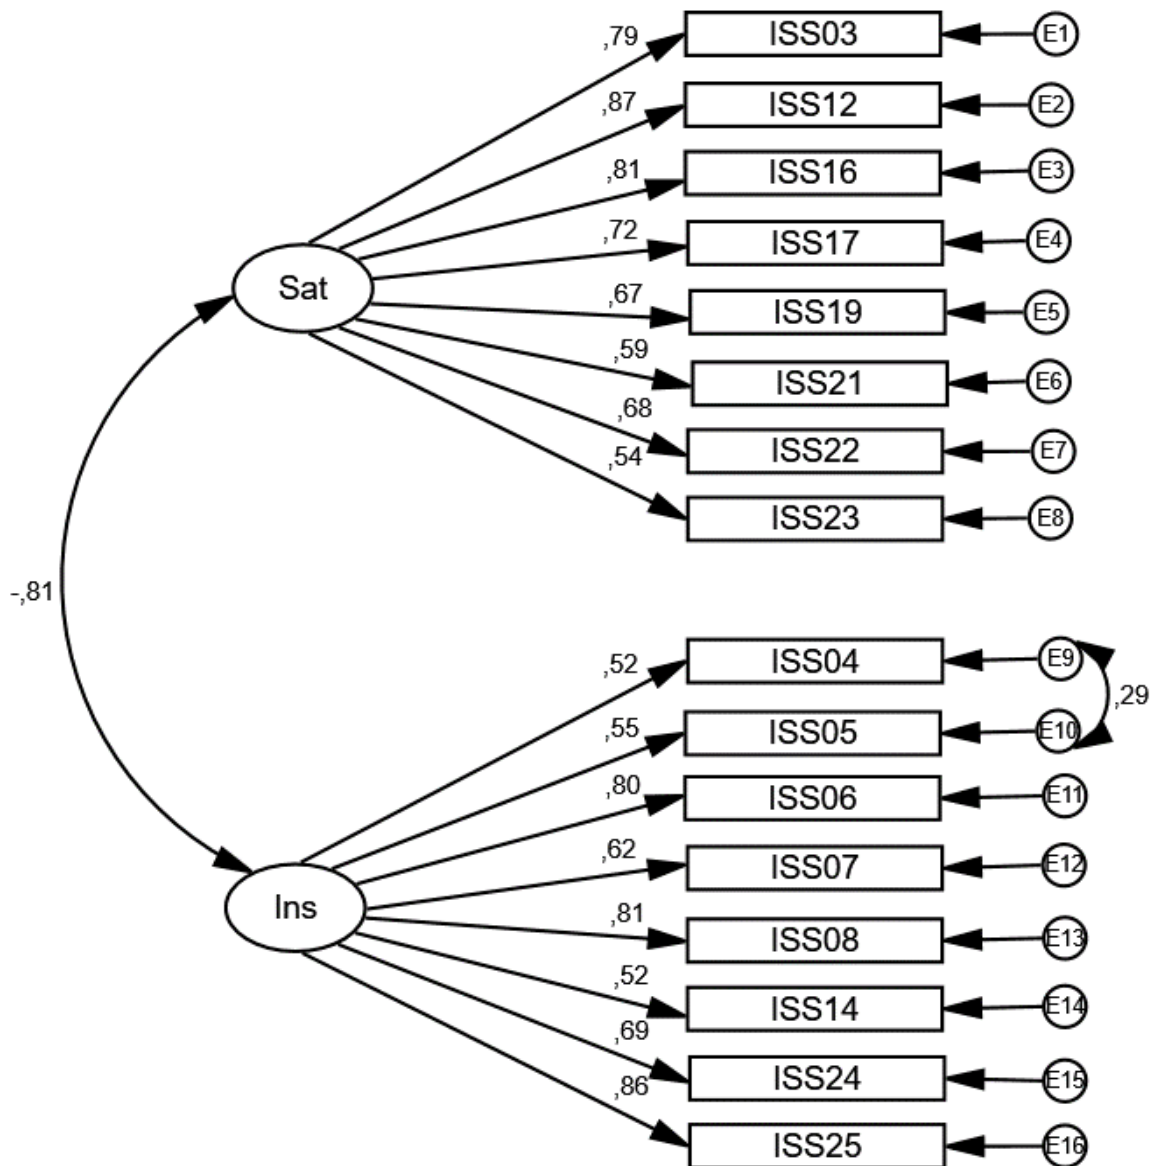 ,79 ISS03 E1
,87 ISS12 E2
,81 ISS16 E3
,72 ISS17 E4
Sat
,67 ISS19 E5
,59 ISS21 E6
,68 ISS22 E7
,54 ISS23 E8
-,81
,52 ISS04 E9
,29
,55 ISS05 E10
,80 ISS06 E11
,62 ISS07 E12
Ins
,81 ISS08 E13
,52 ISS14 E14
,69 ISS24 E15
,86 ISS25 E16